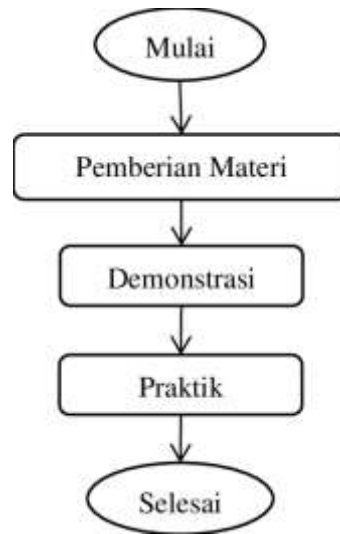 Mulai
Pemberian Materi
Demonstrasi
Praktik
Selesai